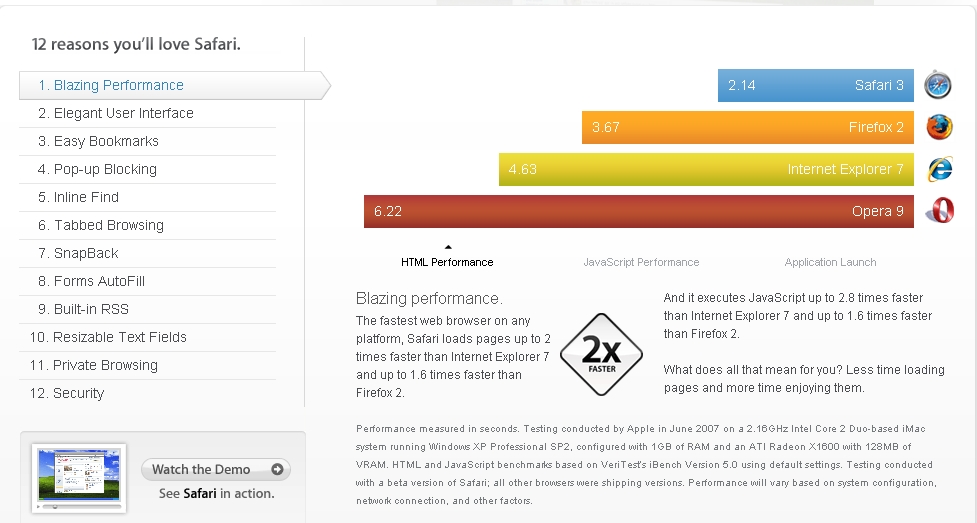 12 reasons you'll love Safari.
1. Blazing Performance
2. Elegant User Interface
3. Easy Bookmarks
4. Pop-up Blocking
5. Inline Find
6. Tabbed Browsing
7. SnapBack
8. Forms AutoFill
9. Built-in RSS
10. Resizable Text Fields
11. Private Browsing
12. Security
Watch the Demo
See Safari in action.
2.14 Safari 3
3.67 Firefox 2
4.63 Internet Explorer 7
6.22 Opera 9
HTML Performance JavaScript Performance Application Launch
Blazing performance.
The fastest web browser on any
platform, Safari loads pages up to 2
times faster than Internet Explorer 7
and up to 1.6 times faster than
Firefox 2.
2x
FASTER
And it executes JavaScript up to 2.8 times faster
than Internet Explorer 7 and up to 1.6 times faster
than Firefox 2.
What does all that mean for you? Less time loading
pages and more time enjoying them.
Performance measured in seconds. Testing conducted by Apple in June 2007 on a 2.16GHz Intel Core 2 Duo-based iMac
system running Windows XP Professional SP2, configured with 1GB of RAM and an ATI Radeon X1600 with 128MB of
VRAM. HTML and JavaScript benchmarks based on VeriTest's iBench Version 5.0 using default settings. Testing conducted
with a beta version of Safari; all other browsers were shipping versions. Performance will vary based on system configuration,
network connection, and other factors.